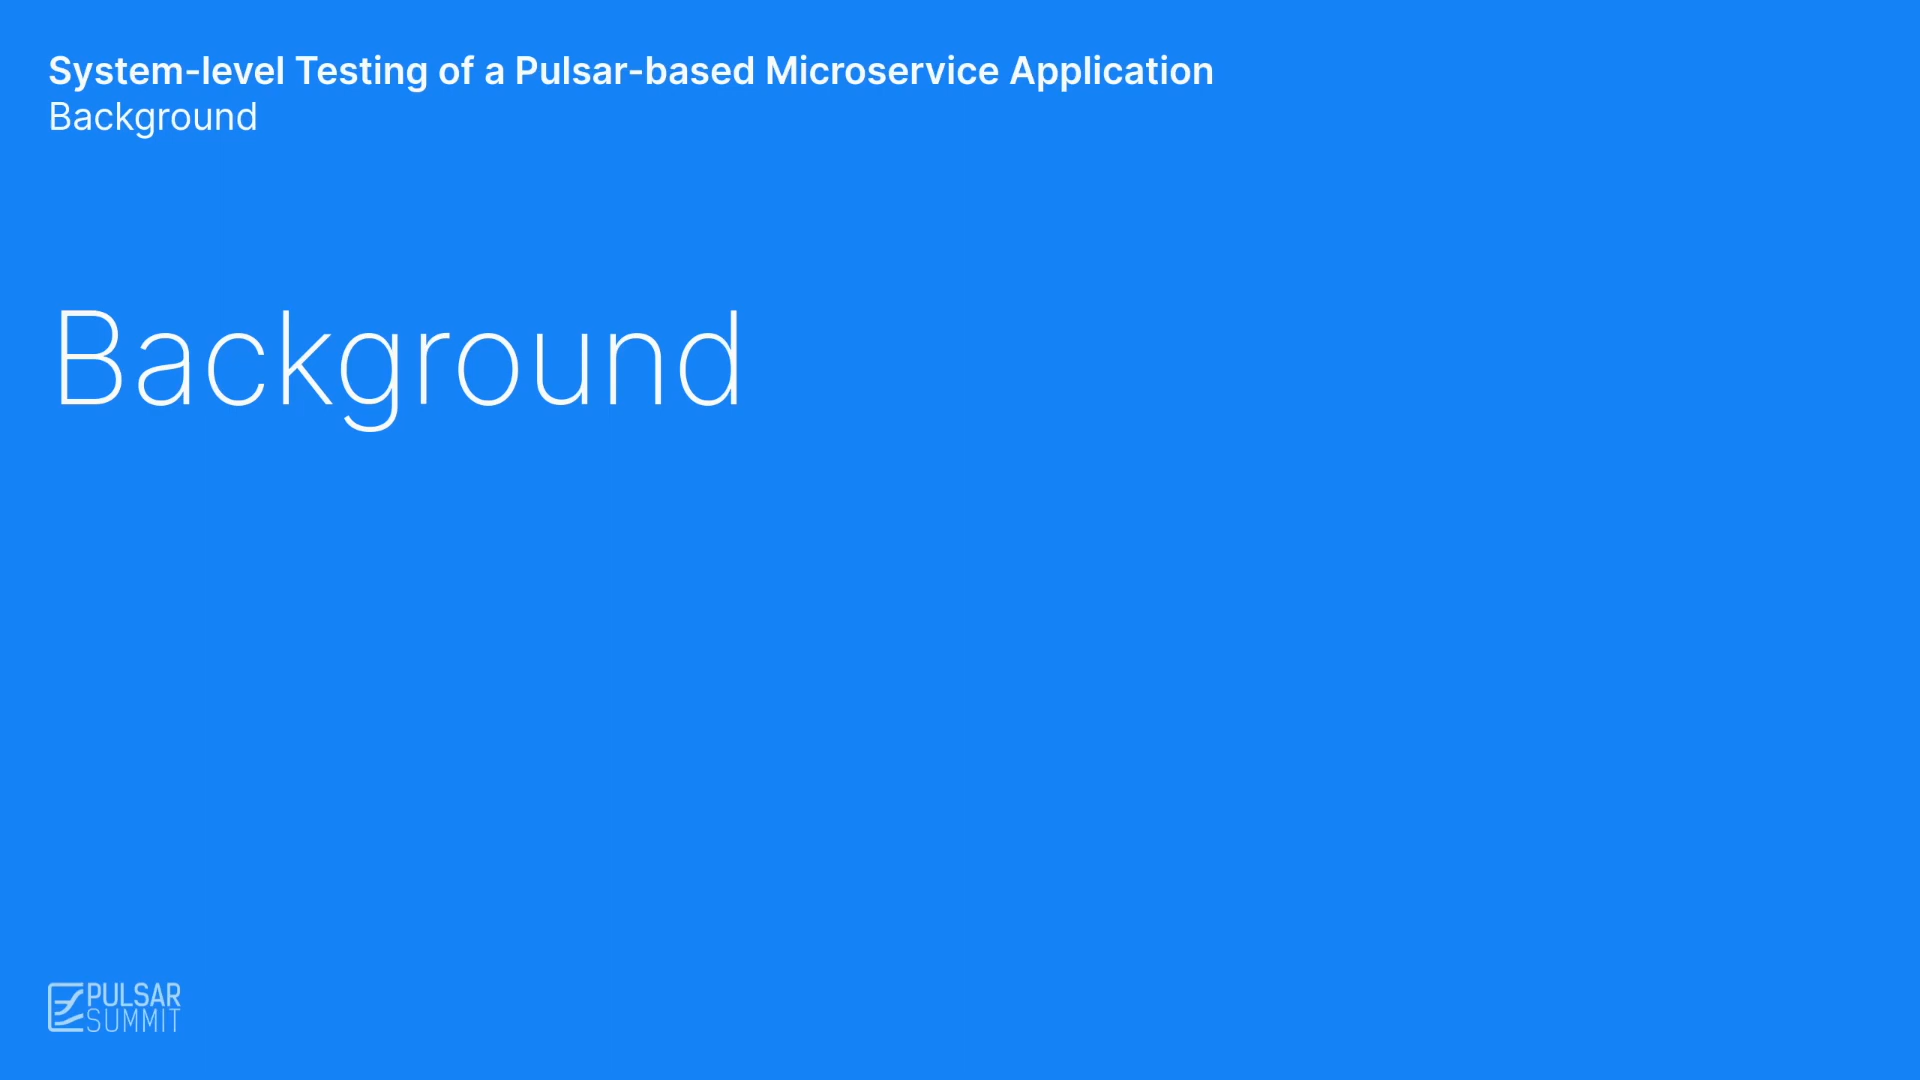 System-level Testing of a Pulsar-based Microservice Application
Background
Background
PULSAR
SUMMIT